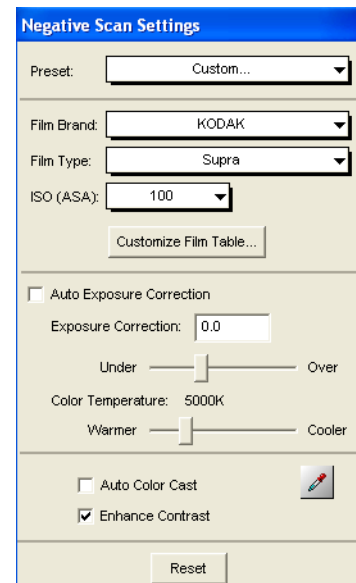 Negative Scan Settings
Preset: Custom...
Film Brand: KODAK
Film Type: Supra
ISO (ASA): 100
Customize Film Table...
Auto Exposure Correction
Exposure Correction: 0.0
Under Over
Color Temperature: 5000K
Warmer Cooler
Auto Color Cast
Enhance Contrast
Reset